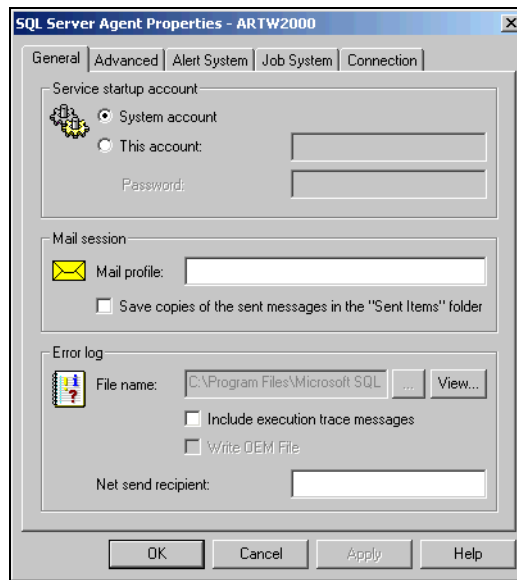 SQL Server Agent Properties - ARTW2000
General Advanced Alert System Job System Connection
Service startup account
System account
This account:
Password:
Mail session
Mail profile:
Save copies of the sent messages in the "Sent Items" folder
Error log
File name: C:\Program Files\Microsoft SQL ... View...
Include execution trace messages
Write OEM File
Net send recipient:
OK Cancel Apply Help